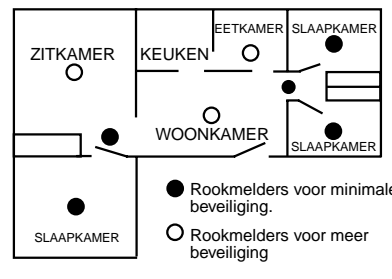 EETKAMER
SLAAPKAMER
ZITKAMER
KEUKEN
WOONKAMER
SLAAPKAMER
SLAAPKAMER
Rookmelders voor minimale
beveiliging.
Rookmelders voor meer
beveiliging